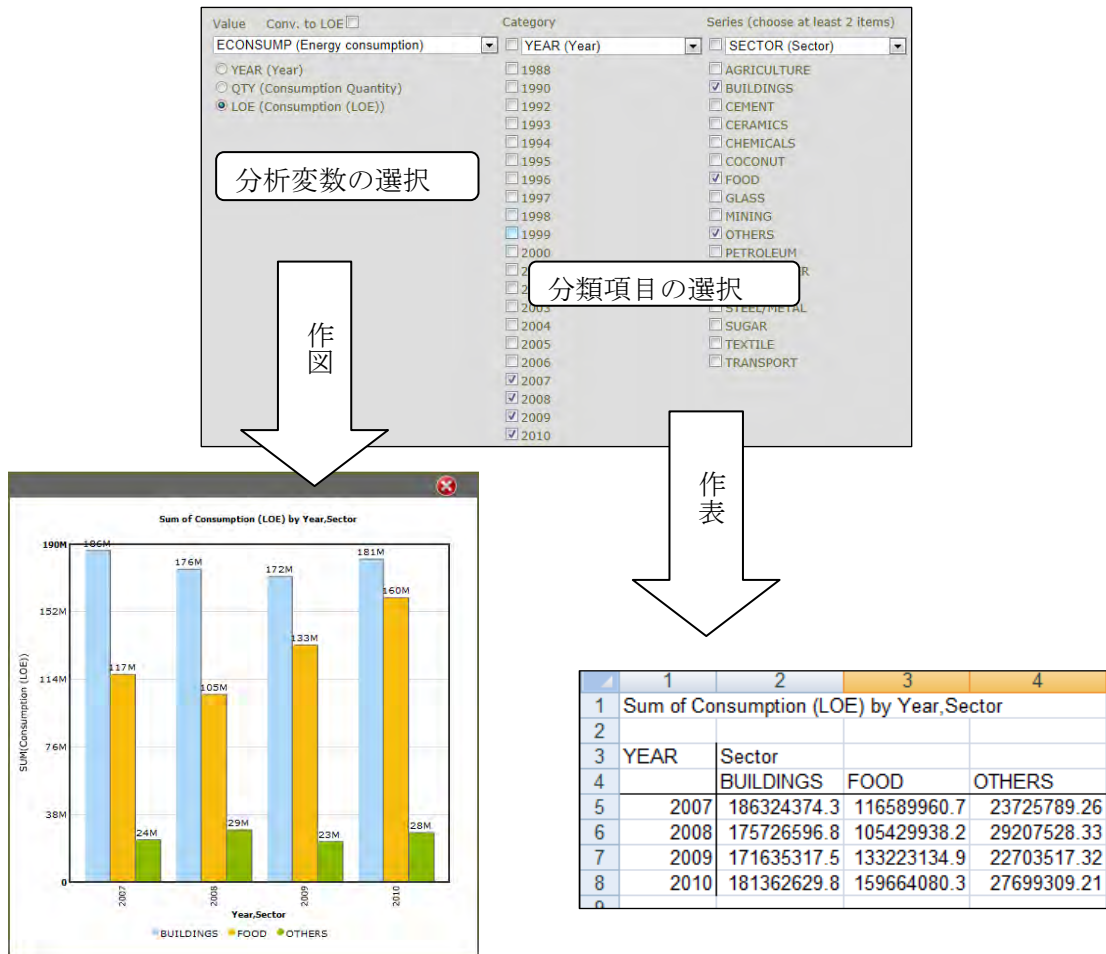 Value Conv. to LOE
ECONSUMP (Energy consumption)
YEAR (Year)
QTY (Consumption Quantity)
LOE (Consumption (LOE))
分析変数の選択
Category
YEAR (Year)
1988
1990
1992
1993
1994
1995
1996
1997
1998
1999
2000
2003
2004
2005
2006
2007
2008
2009
2010
Series (choose at least 2 items)
SECTOR (Sector)
AGRICULTURE
BUILDINGS
CEMENT
CERAMICS
CHEMICALS
COCONUT
FOOD
GLASS
MINING
OTHERS
PETROLEUM
STEEL/METAL
SUGAR
TEXTILE
TRANSPORT
分類項目の選択
作図
作表
Sum of Consumption (LOE) by Year,Sector
SUM(Consumption (LOE))
190M
152M
114M
76M
38M
0
186M
117M
24M
176M
105M
29M
172M
133M
23M
181M
160M
28M
2007
2008
2009
2010
Year,Sector
BUILDINGS FOOD OTHERS
1 2 3 4
1 Sum of Consumption (LOE) by Year,Sector
2
3 YEAR Sector
4 BUILDINGS FOOD OTHERS
5 2007 186324374.3 116589960.7 23725789.26
6 2008 175726596.8 105429938.2 29207528.33
7 2009 171635317.5 133223134.9 22703517.32
8 2010 181362629.8 159664080.3 27699309.21